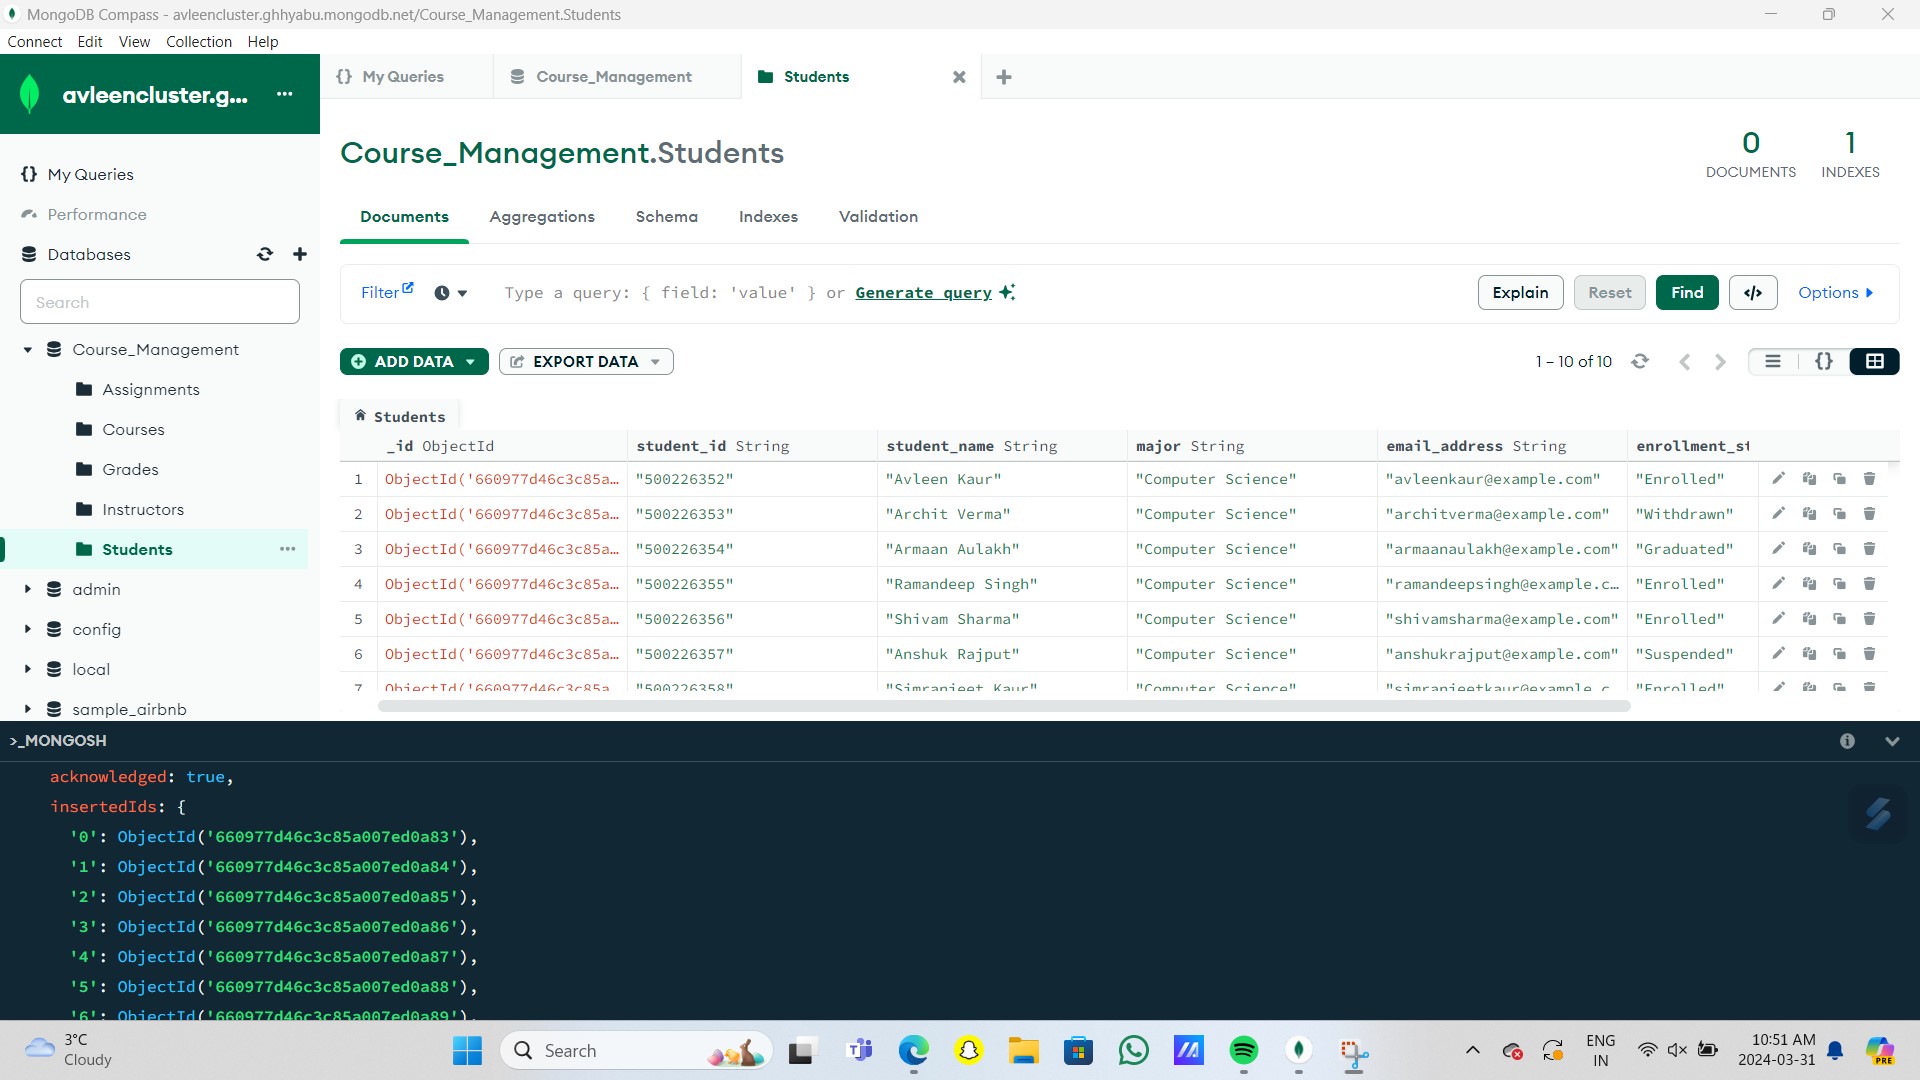 MongoDB Compass - avleencluster.ghhyabu.mongodb.net/Course_Management.Students
Connect Edit View Collection Help
avleencluster.g... ...
{} My Queries
Course_Management
Students
My Queries
Performance
Databases
Search
Course_Management
Assignments
Courses
Grades
Instructors
Students ...
admin
config
local
sample_airbnb
Course_Management.Students
0 DOCUMENTS
1 INDEXES
Documents Aggregations Schema Indexes Validation
Filter Type a query: { field: 'value' } or Generate query Explain Reset Find </> Options
ADD DATA EXPORT DATA 1 – 10 of 10 {}
Students
_id ObjectId student_id String student_name String major String email_address String enrollment_st
1 ObjectId('660977d46c3c85a… "500226352" "Avleen Kaur" "Computer Science" "avleenkaur@example.com" "Enrolled"
2 ObjectId('660977d46c3c85a… "500226353" "Archit Verma" "Computer Science" "architverma@example.com" "Withdrawn"
3 ObjectId('660977d46c3c85a… "500226354" "Armaan Aulakh" "Computer Science" "armaanaulakh@example.com" "Graduated"
4 ObjectId('660977d46c3c85a… "500226355" "Ramandeep Singh" "Computer Science" "ramandeepsingh@example.c… "Enrolled"
5 ObjectId('660977d46c3c85a… "500226356" "Shivam Sharma" "Computer Science" "shivamsharma@example.com" "Enrolled"
6 ObjectId('660977d46c3c85a… "500226357" "Anshuk Rajput" "Computer Science" "anshukrajput@example.com" "Suspended"
7 ObjectId('660977d46c3c85a… "500226358" "Simranjeet Kaur" "Computer Science" "simranjeetkaur@example.c… "Enrolled"
>_MONGOSH
acknowledged: true,
insertedIds: {
'0': ObjectId('660977d46c3c85a007ed0a83'),
'1': ObjectId('660977d46c3c85a007ed0a84'),
'2': ObjectId('660977d46c3c85a007ed0a85'),
'3': ObjectId('660977d46c3c85a007ed0a86'),
'4': ObjectId('660977d46c3c85a007ed0a87'),
'5': ObjectId('660977d46c3c85a007ed0a88'),
'6': ObjectId('660977d46c3c85a007ed0a89'),
3°C
Cloudy
Search
ENG
IN
10:51 AM
2024-03-31
PRE